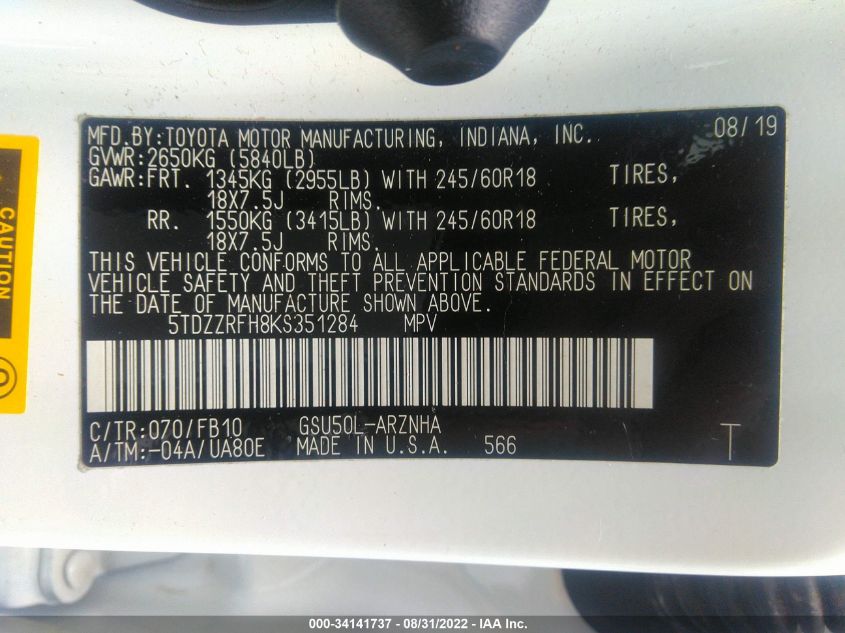 MFD.BY:TOYOTA MOTOR MANUFACTURING, INDIANA, INC. 08/19
GVWR:2650KG (5840LB)
GAWR:FRT. 1345KG (2955LB) WITH 245/60R18 TIRES,
18X7.5J RIMS.
RR. 1550KG (3415LB) WITH 245/60R18 TIRES,
18X7.5J RIMS.
THIS VEHICLE CONFORMS TO ALL APPLICABLE FEDERAL MOTOR
VEHICLE SAFETY AND THEFT PREVENTION STANDARDS IN EFFECT ON
THE DATE OF MANUFACTURE SHOWN ABOVE.
5TDZZRFH8KS351284 MPV
C/TR:070/FB10 GSU50L-ARZNHA
A/TM:-04A/UA80E MADE IN U.S.A. 566 T
CAUTION
000-34141737 - 08/31/2022 - IAA Inc.